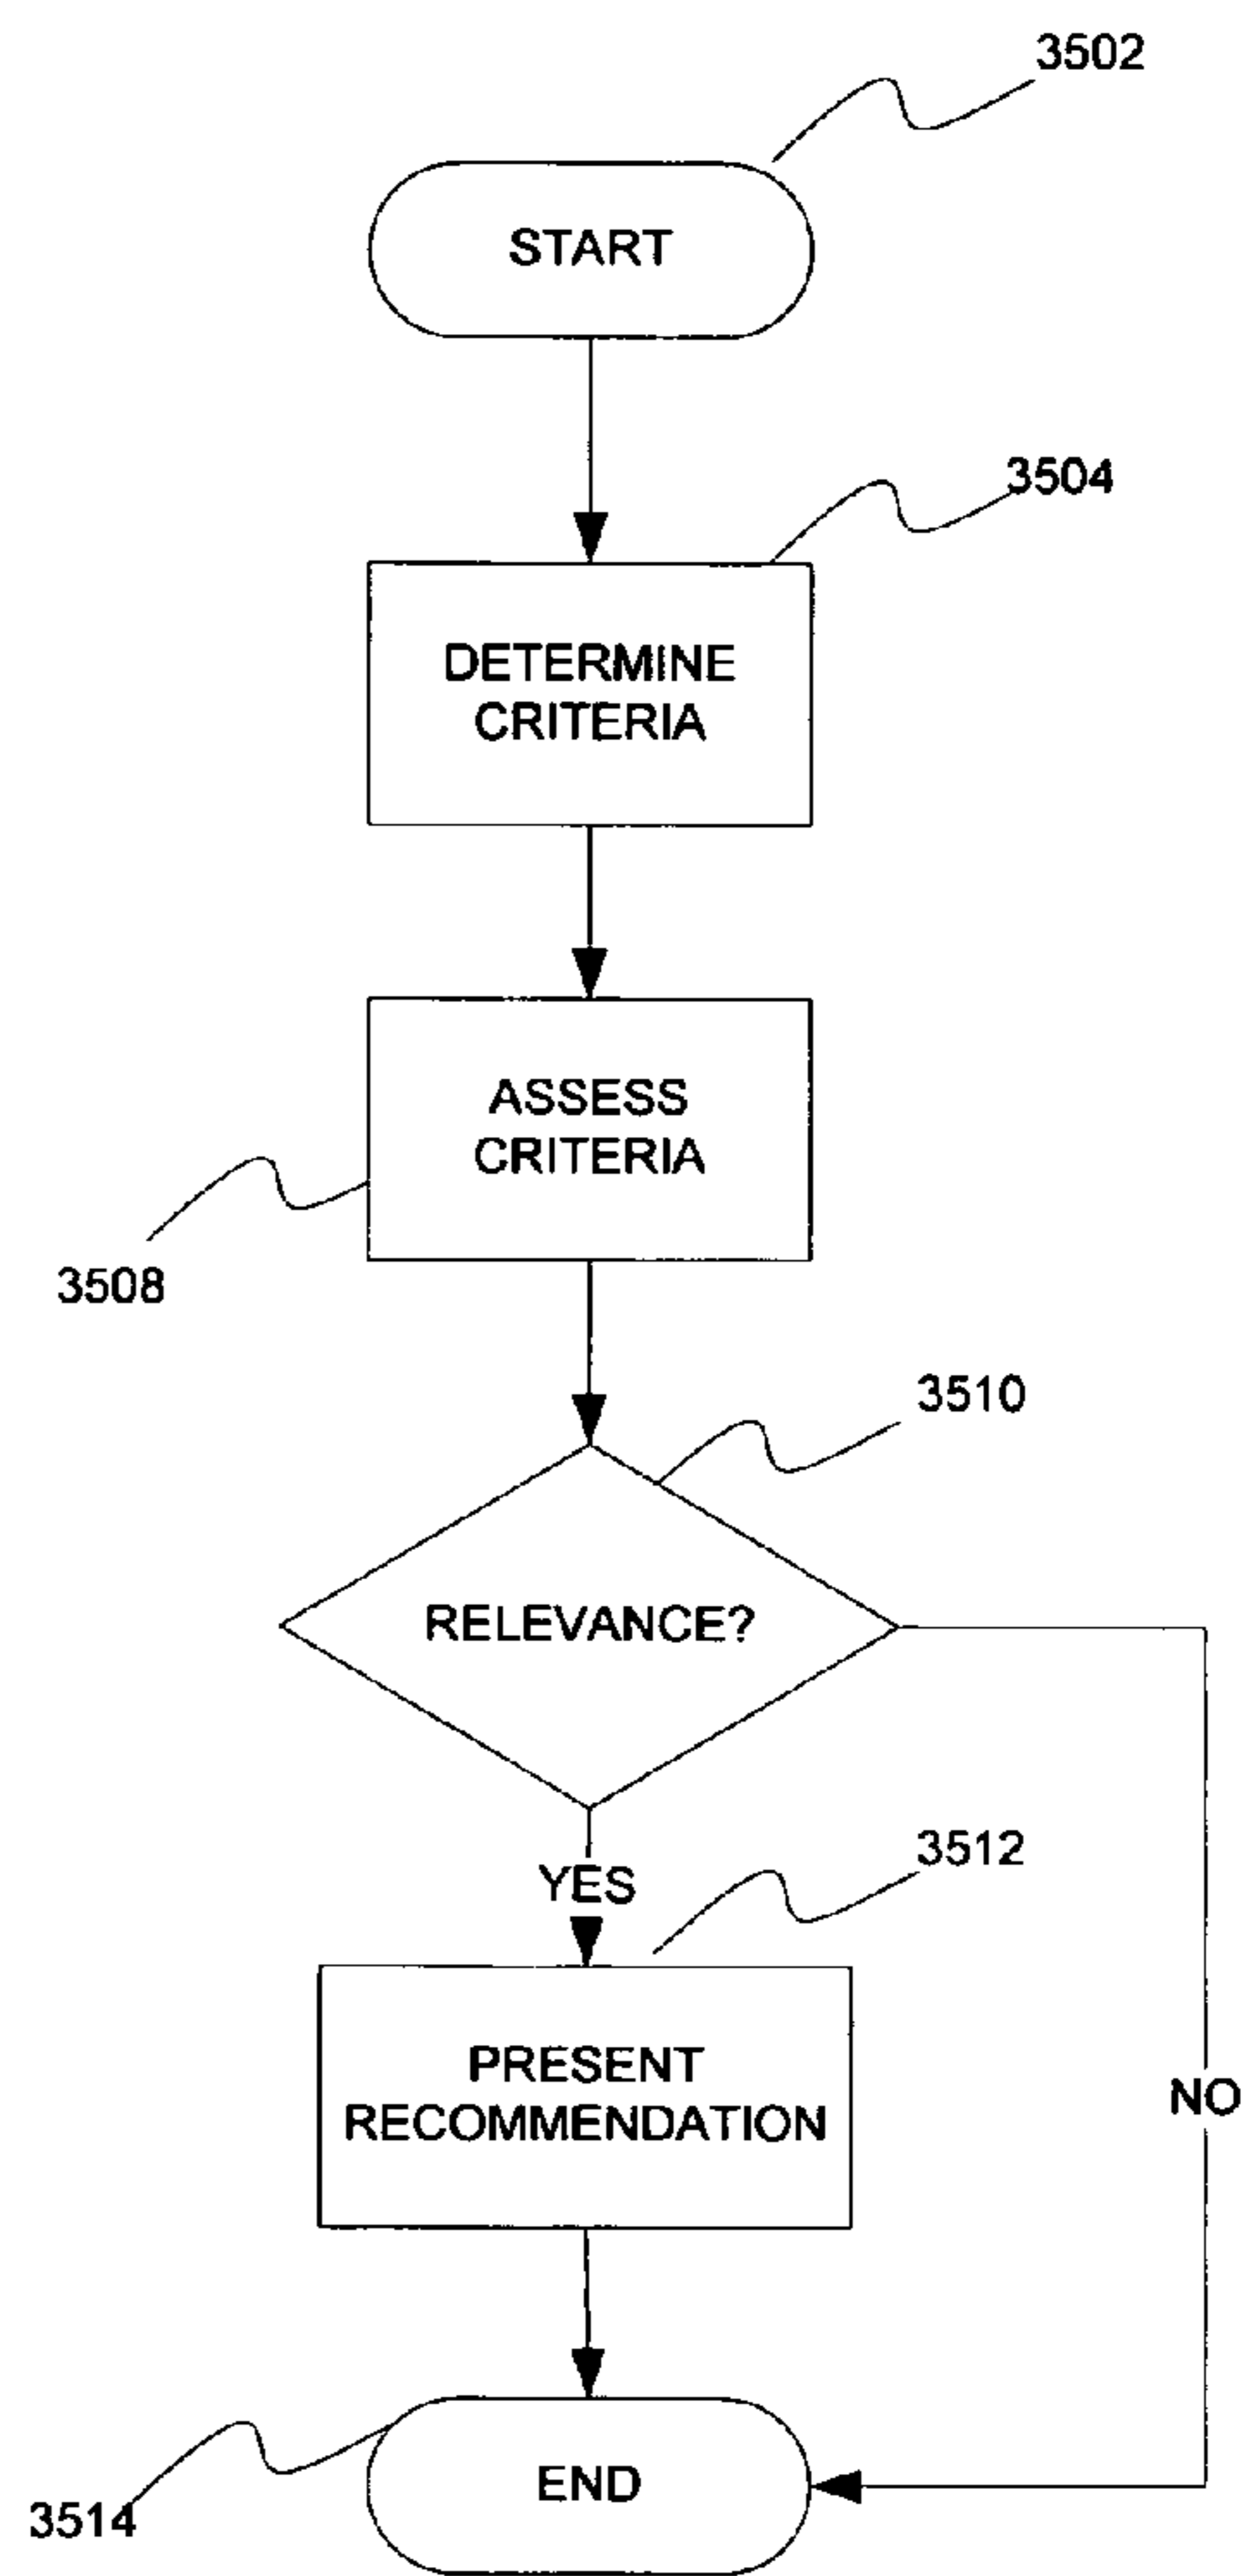 3502
START
3504
DETERMINE
CRITERIA
ASSESS
CRITERIA
3508
3510
RELEVANCE?
3512
YES
PRESENT
RECOMMENDATION
NO
END
3514